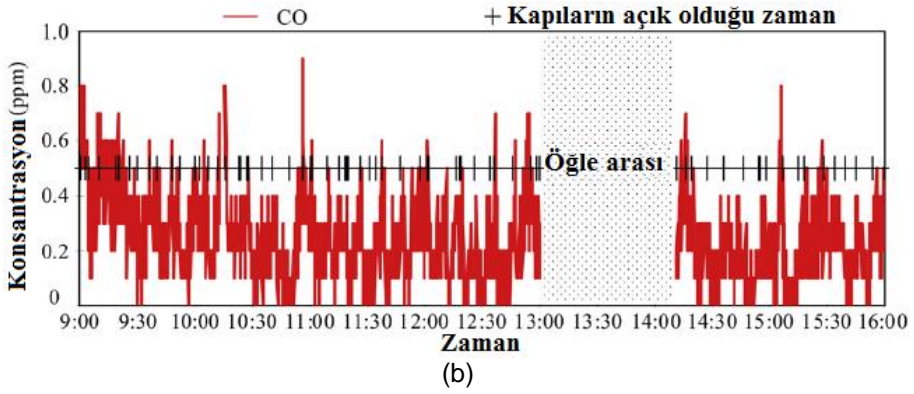 CO + Kapıların açık olduğu zaman
Konsantrasyon (ppm)
1.0
0.8
0.6
0.4
0.2
0
Öğle arası
9:00 9:30 10:00 10:30 11:00 11:30 12:00 12:30 13:00 13:30 14:00 14:30 15:00 15:30 16:00
Zaman
(b)